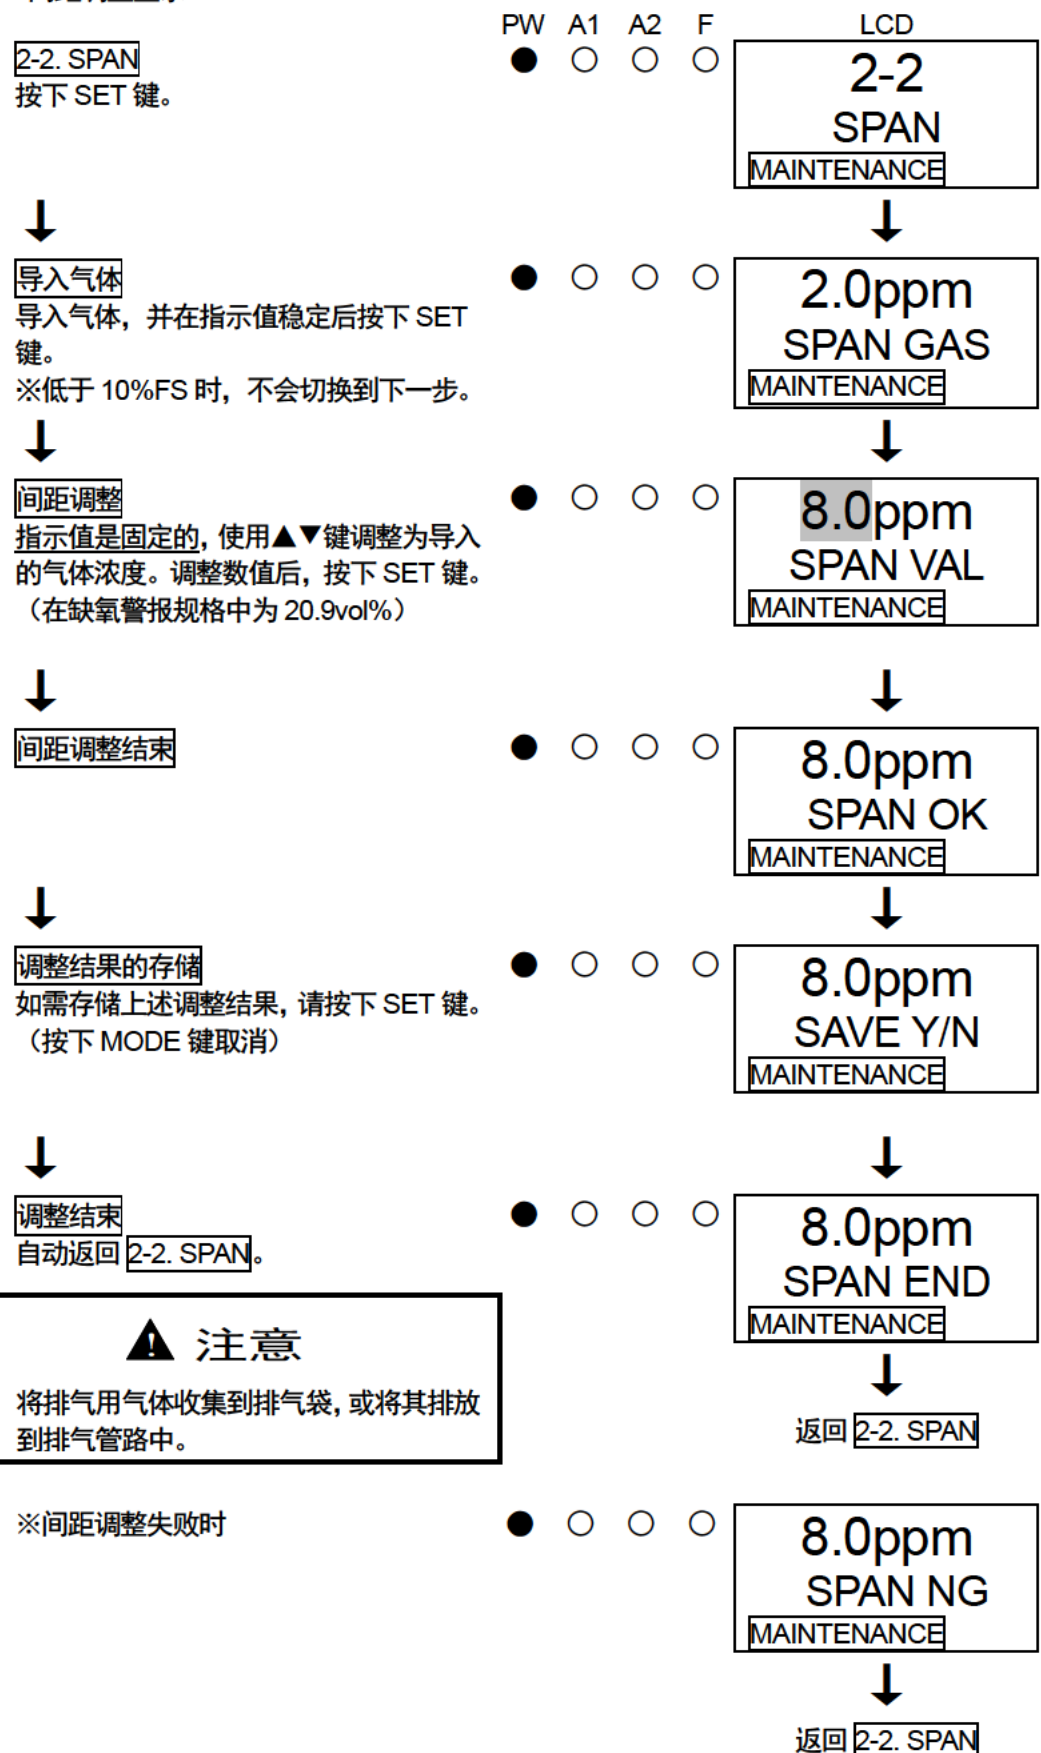 PW A1 A2 F LCD
2-2. SPAN
按下 SET 键。
2-2
SPAN
MAINTENANCE
导入气体
导入气体，并在指示值稳定后按下 SET
键。
※低于 10%FS 时，不会切换到下一步。
2.0ppm
SPAN GAS
MAINTENANCE
间距调整
指示值是固定的，使用▲▼键调整为导入
的气体浓度。调整数值后，按下 SET 键。
（在缺氧警报规格中为 20.9vol%）
8.0ppm
SPAN VAL
MAINTENANCE
间距调整结束
8.0ppm
SPAN OK
MAINTENANCE
调整结果的存储
如需存储上述调整结果，请按下 SET 键。
（按下 MODE 键取消）
8.0ppm
SAVE Y/N
MAINTENANCE
调整结束
自动返回 2-2. SPAN。
8.0ppm
SPAN END
MAINTENANCE
注意
将排气用气体收集到排气袋，或将其排放
到排气管路中。
返回 2-2. SPAN
※间距调整失败时
8.0ppm
SPAN NG
MAINTENANCE
返回 2-2. SPAN